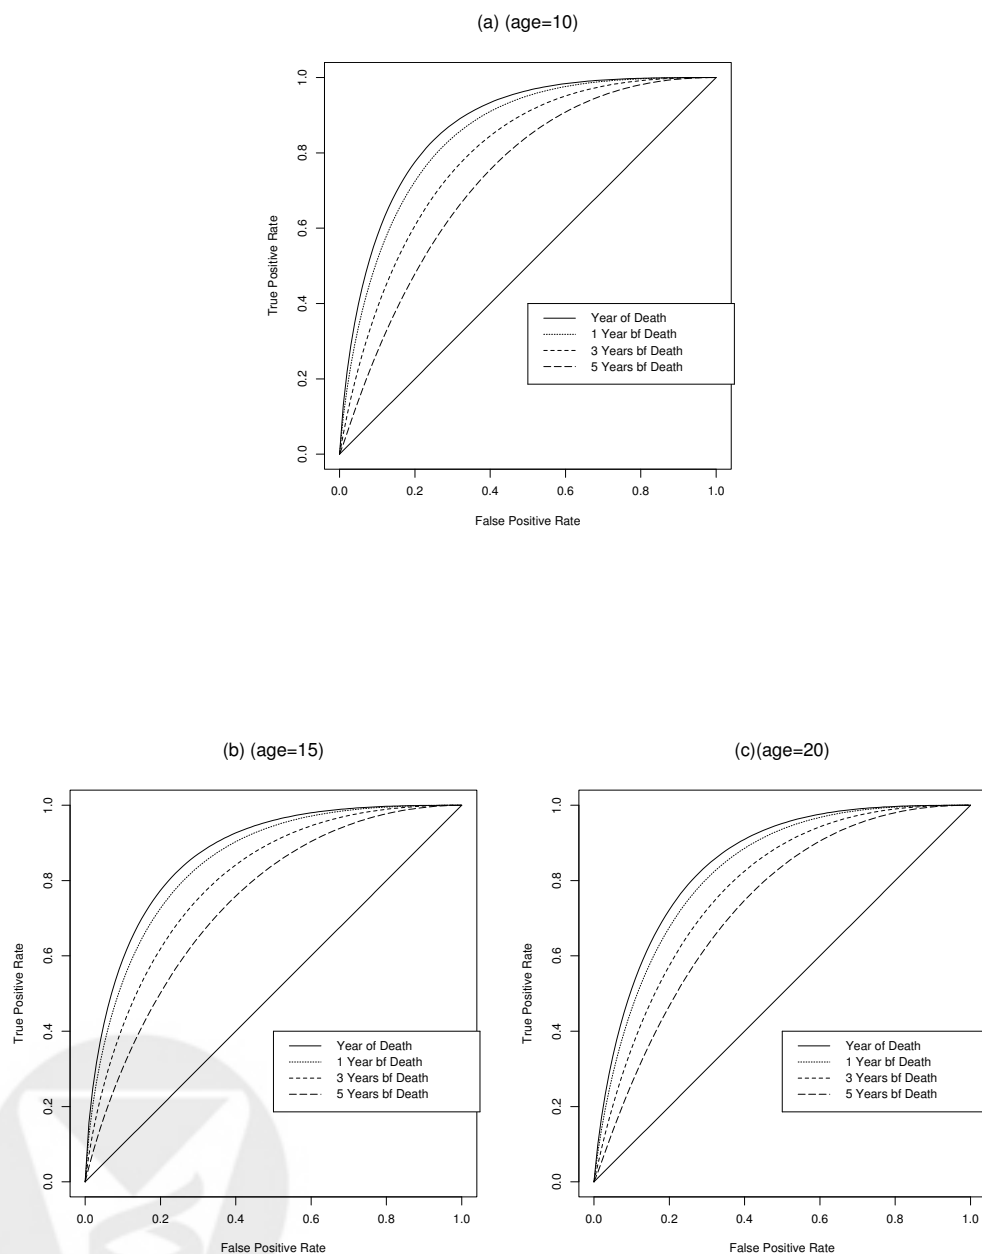 (a) (age=10)
True Positive Rate
1.0
0.8
0.6
0.4
0.2
0.0
Year of Death
1 Year bf Death
3 Years bf Death
5 Years bf Death
0.0 0.2 0.4 0.6 0.8 1.0
False Positive Rate
(b) (age=15)
True Positive Rate
1.0
0.8
0.6
0.4
0.2
0.0
Year of Death
1 Year bf Death
3 Years bf Death
5 Years bf Death
0.0 0.2 0.4 0.6 0.8 1.0
False Positive Rate
(c)(age=20)
True Positive Rate
1.0
0.8
0.6
0.4
0.2
0.0
Year of Death
1 Year bf Death
3 Years bf Death
5 Years bf Death
0.0 0.2 0.4 0.6 0.8 1.0
False Positive Rate